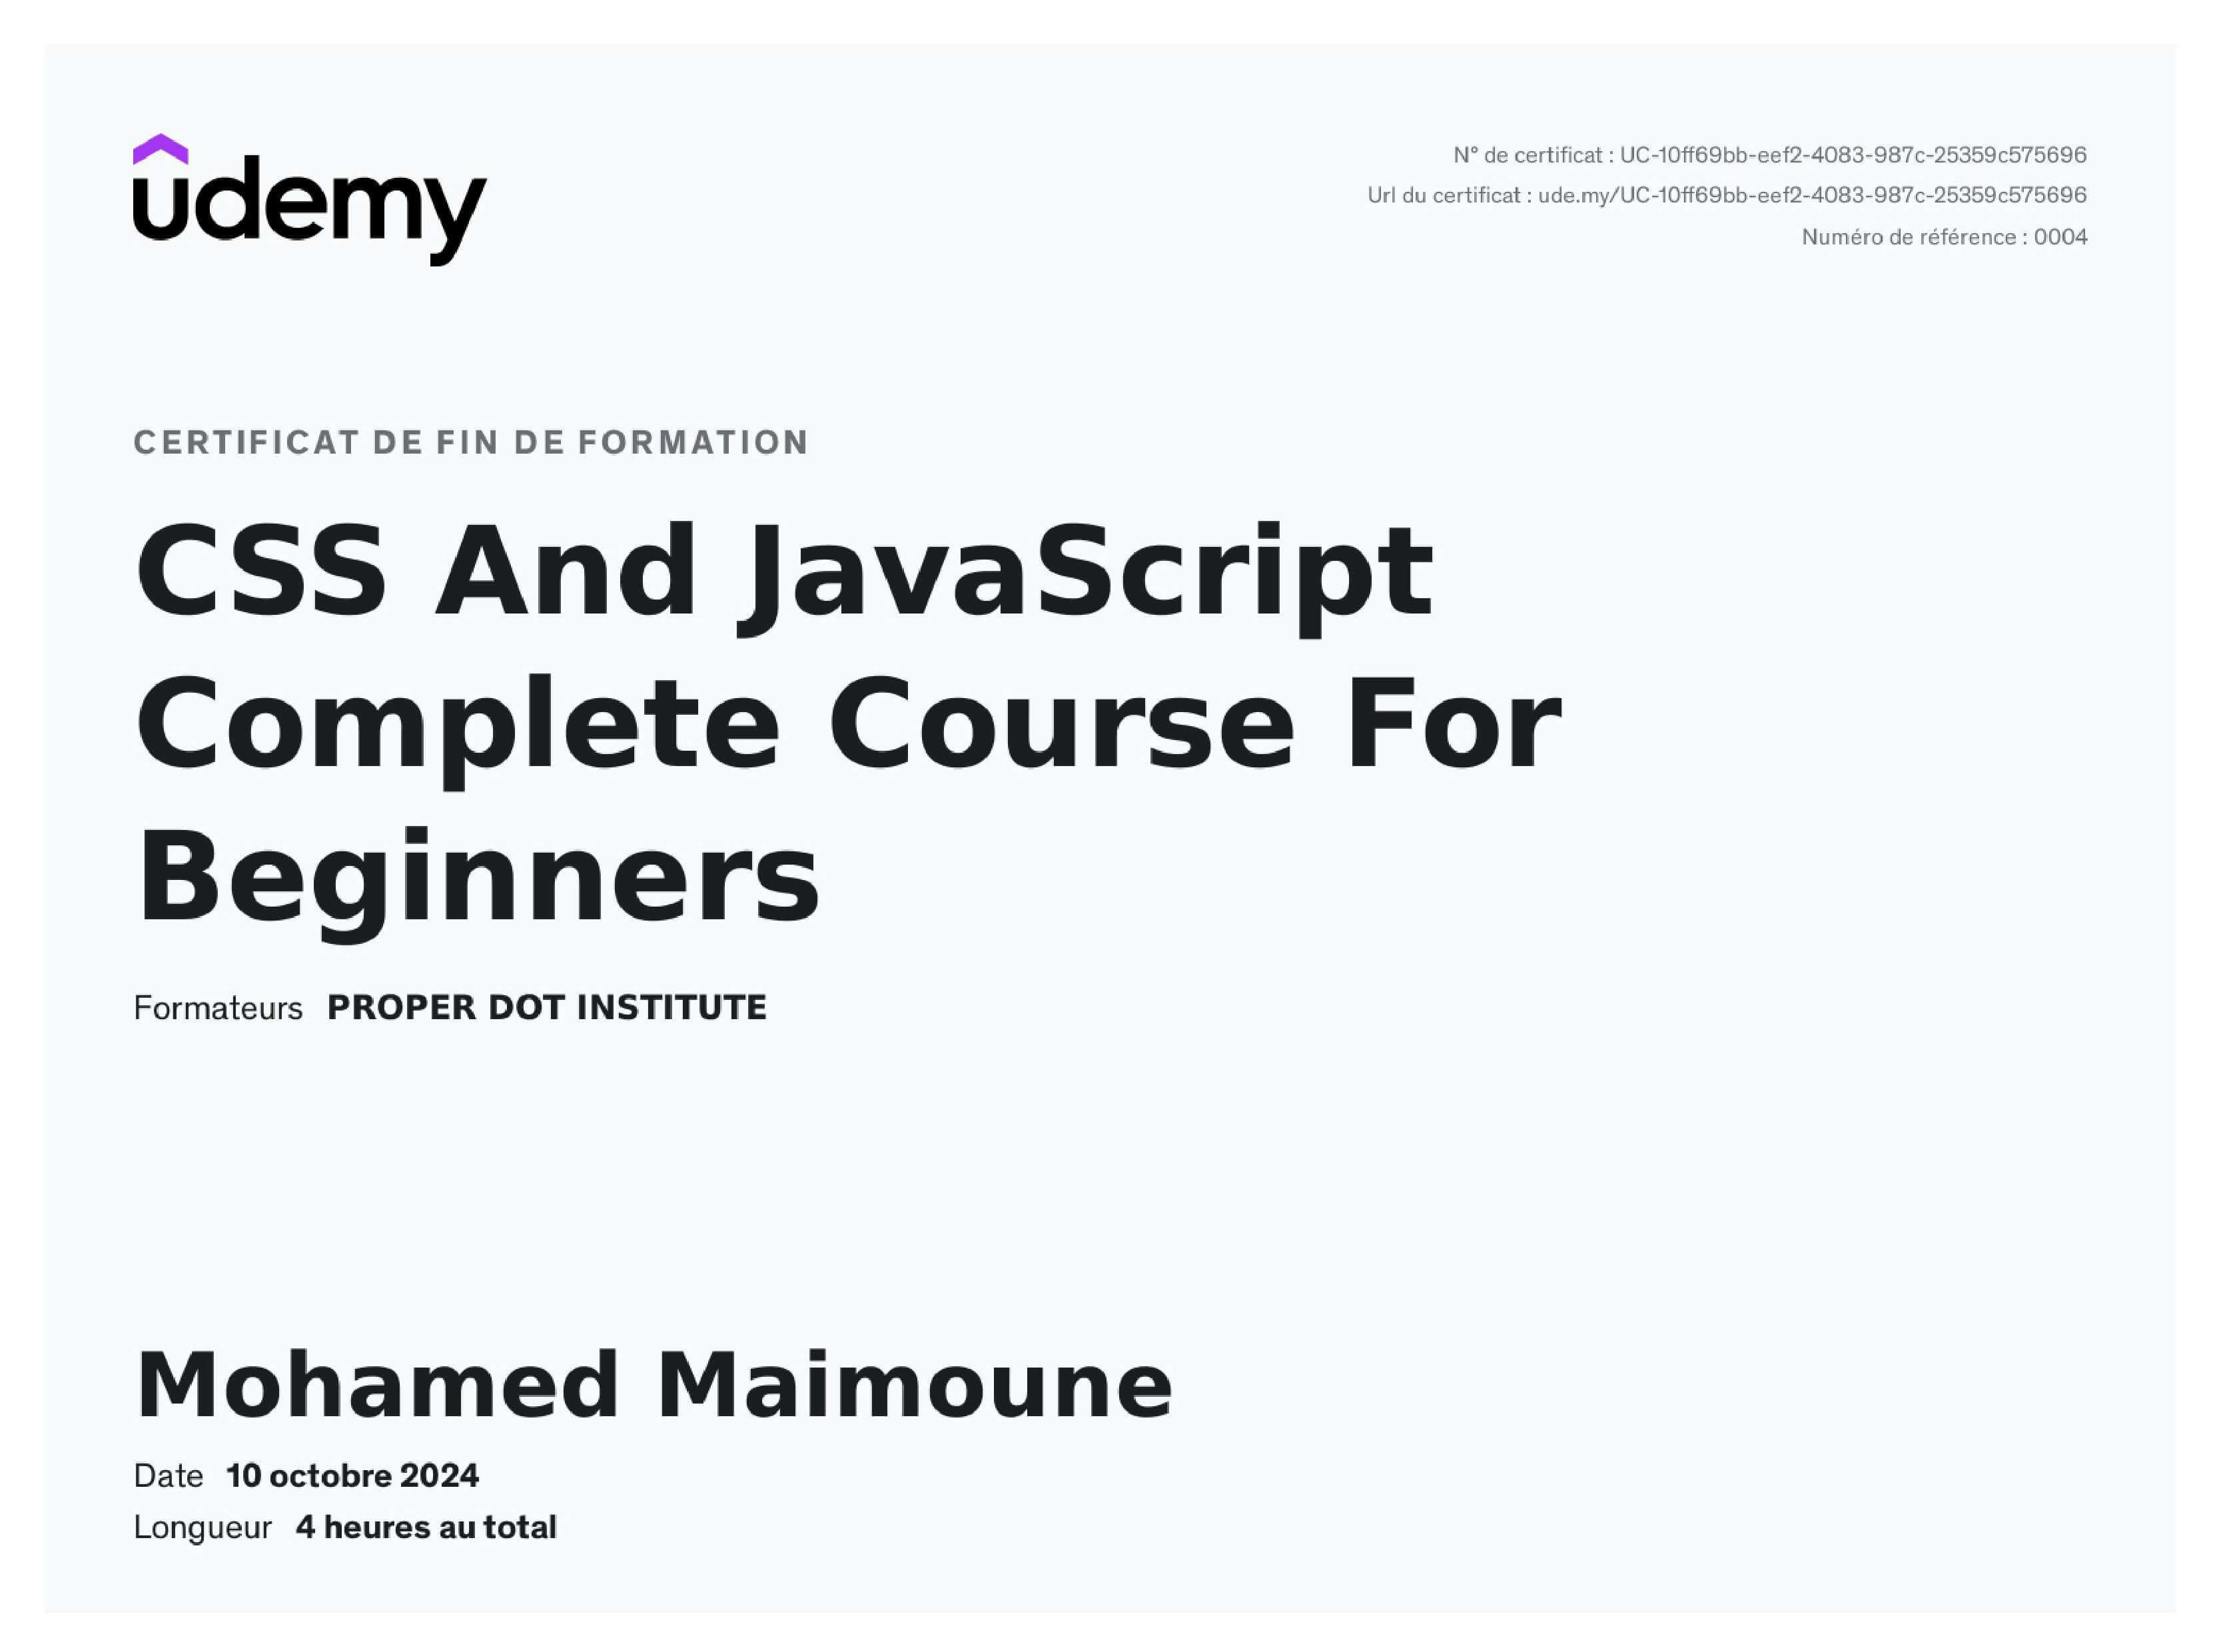 udemy
N° de certificat : UC-10ff69bb-eef2-4083-987c-25359c575696
Url du certificat : ude.my/UC-10ff69bb-eef2-4083-987c-25359c575696
Numéro de référence : 0004
CERTIFICAT DE FIN DE FORMATION
CSS And JavaScript
Complete Course For
Beginners
Formateurs PROPER DOT INSTITUTE
Mohamed Maimoune
Date 10 octobre 2024
Longueur 4 heures au total